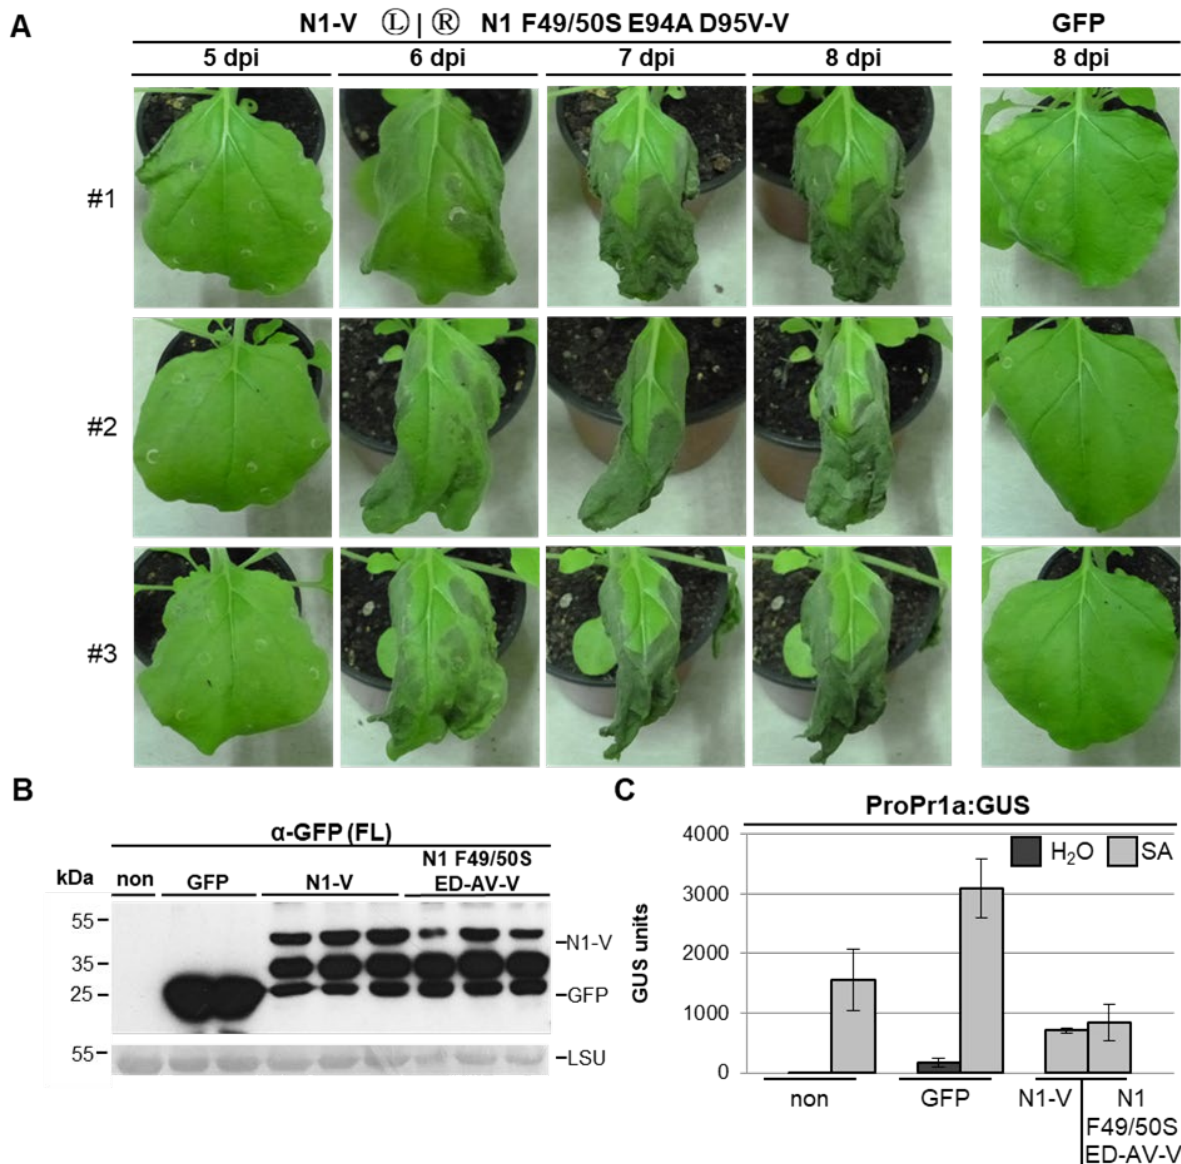 A
N1-V Ⓛ | Ⓡ N1 F49/50S E94A D95V-V
GFP
5 dpi 6 dpi 7 dpi 8 dpi 8 dpi
#1
#2
#3
B
α-GFP (FL)
kDa non GFP N1-V N1 F49/50S
ED-AV-V
55
35
25
N1-V
GFP
55
LSU
C
ProPr1a:GUS
H₂O SA
GUS units
4000
3000
2000
1000
0
non GFP N1-V N1
F49/50S
ED-AV-V